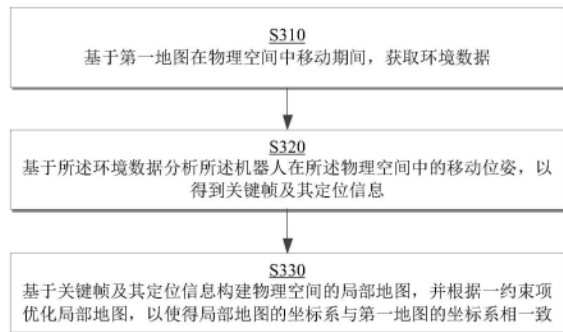 S310
基于第一地图在物理空间中移动期间，获取环境数据
S320
基于所述环境数据分析所述机器人在所述物理空间中的移动位姿，以
得到关键帧及其定位信息
S330
基于关键帧及其定位信息构建物理空间的局部地图，并根据一约束项
优化局部地图，以使得局部地图的坐标系与第一地图的坐标系相一致